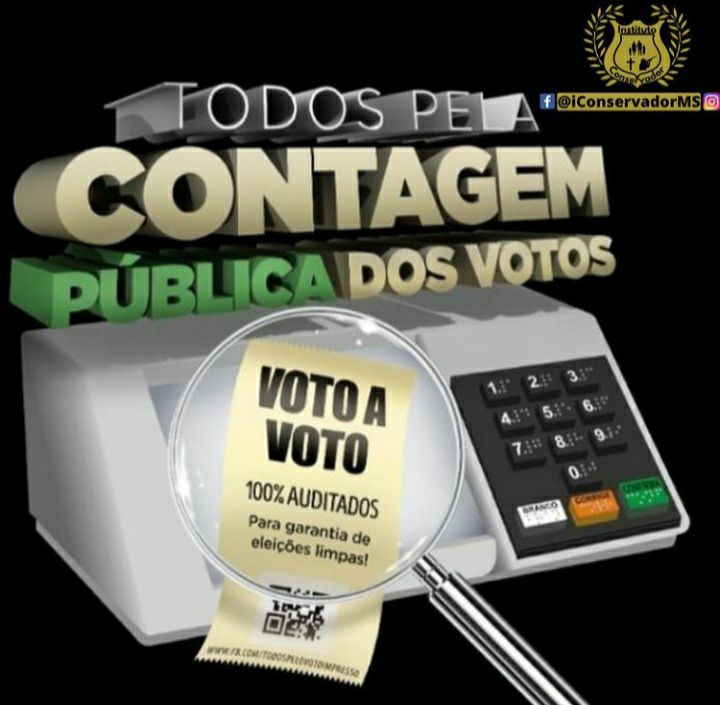 Instituto
Conservador
@iConservadorMS
TODOS PELA
CONTAGEM
PÚBLICA DOS VOTOS
VOTO A
VOTO
100% AUDITADOS
Para garantia de
eleições limpas!
WWW.FB.COM/TODOSPELOVOTOIMPRESSO
1 2 3
4 5 6
7 8 9
0
BRANCO CORRIGE CONFIRMA